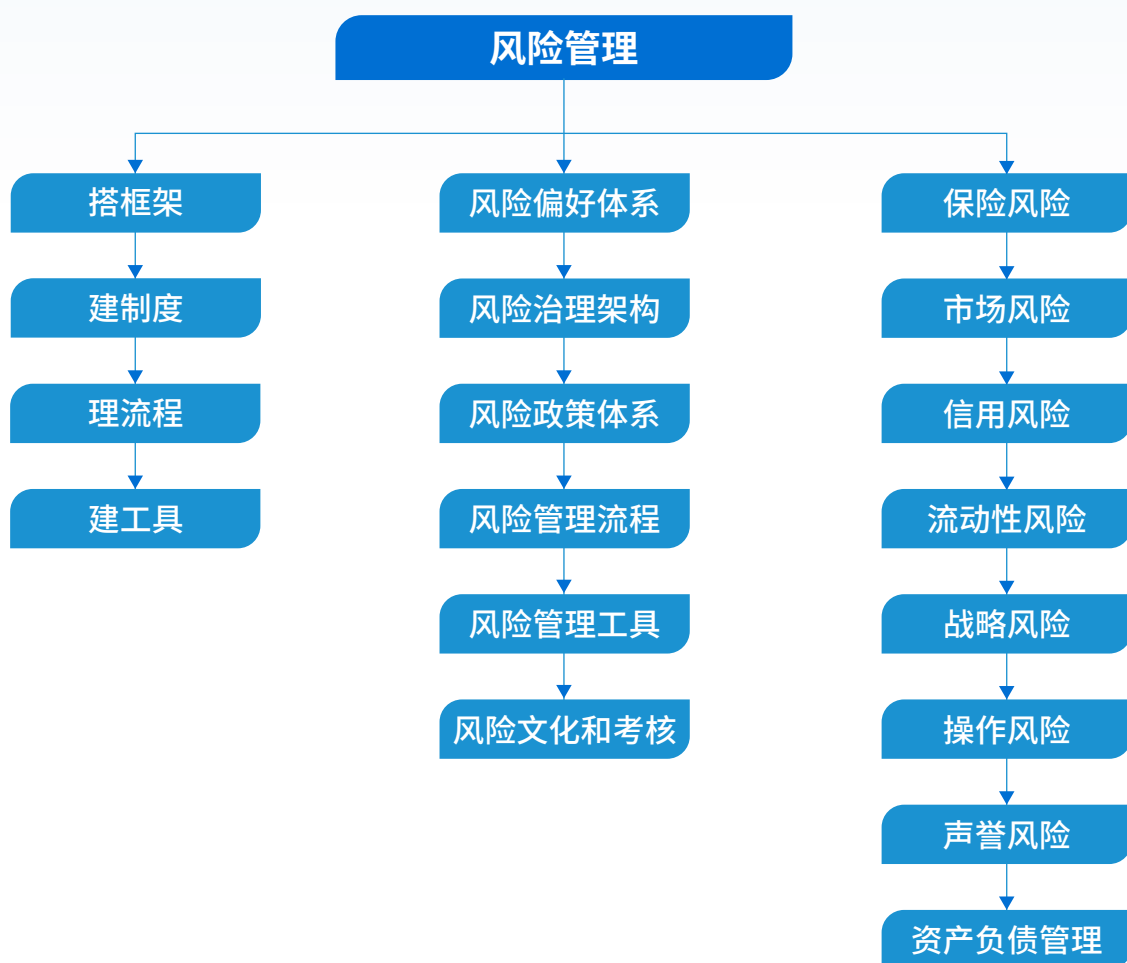 风险管理
搭框架
建制度
理流程
建工具
风险偏好体系
风险治理架构
风险政策体系
风险管理流程
风险管理工具
风险文化和考核
保险风险
市场风险
信用风险
流动性风险
战略风险
操作风险
声誉风险
资产负债管理